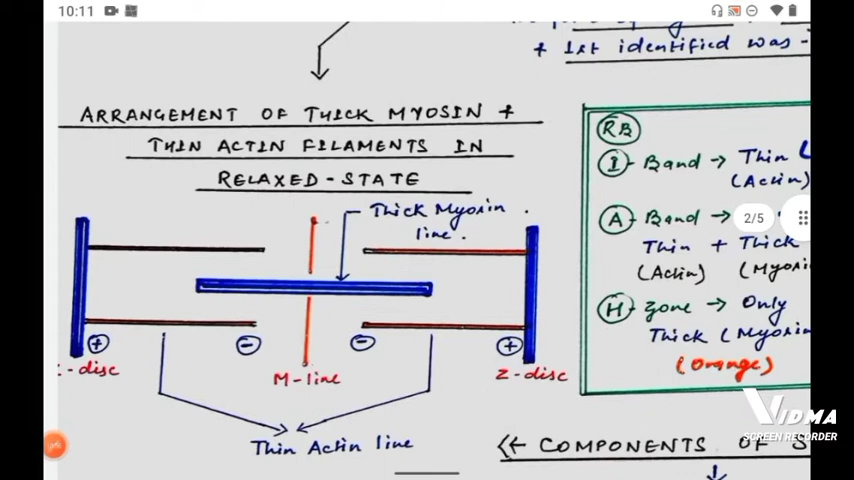 10:11
+ 1st identified was -
ARRANGEMENT OF THICK MYOSIN +
THIN ACTIN FILAMENTS IN
RELAXED-STATE
Thick Myosin
line.
+ - - +
-disc M-line Z-disc
Thin Actin line
RB
I - Band → Thin
(Actin)
A - Band →
Thin + Thick
(Actin) (Myosin
H - Zone → Only
Thick (Myosin
(Orange)
2/5
← COMPONENTS OF S
VIDMA
SCREEN RECORDER